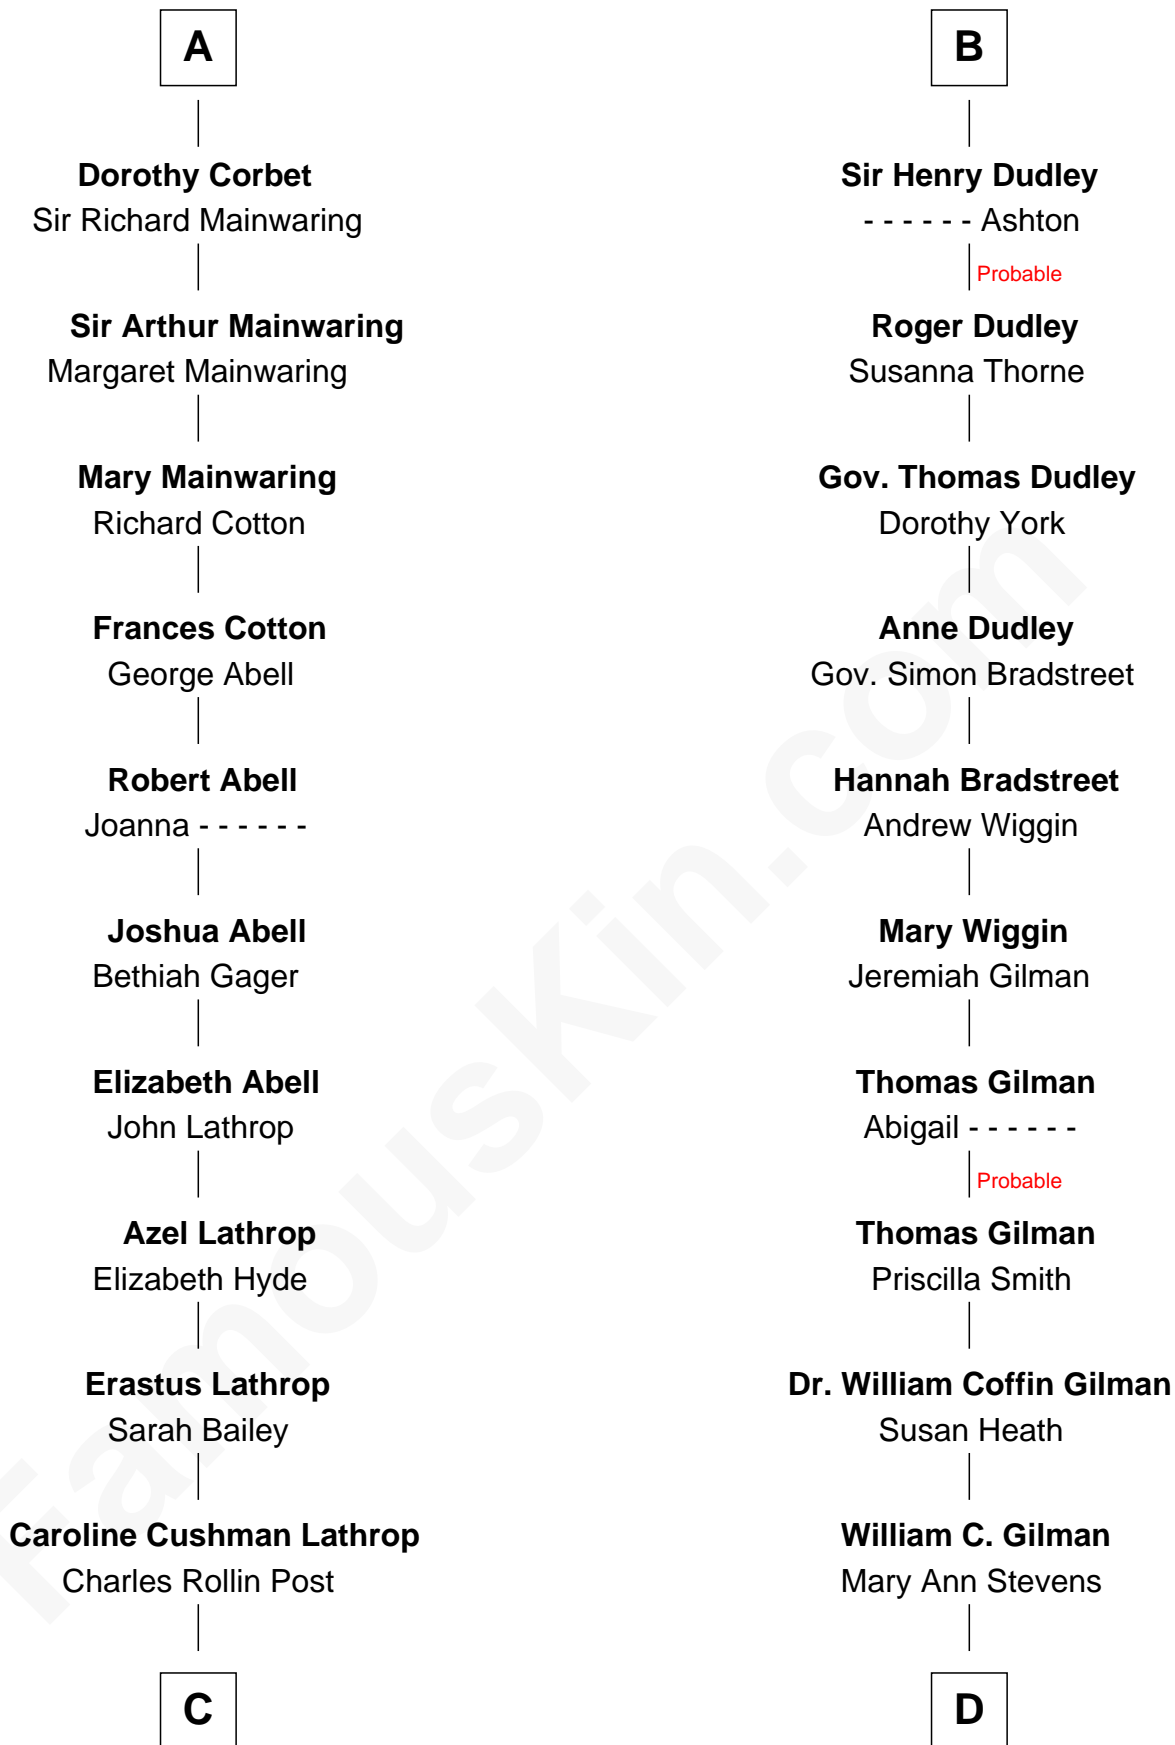 A
Dorothy Corbet
Sir Richard Mainwaring
Sir Arthur Mainwaring
Margaret Mainwaring
Mary Mainwaring
Richard Cotton
Frances Cotton
George Abell
Robert Abell
Joanna - - - - - -
Joshua Abell
Bethiah Gager
Elizabeth Abell
John Lathrop
Azel Lathrop
Elizabeth Hyde
Erastus Lathrop
Sarah Bailey
Caroline Cushman Lathrop
Charles Rollin Post
C
B
Sir Henry Dudley
- - - - - - Ashton
Probable
Roger Dudley
Susanna Thorne
Gov. Thomas Dudley
Dorothy York
Anne Dudley
Gov. Simon Bradstreet
Hannah Bradstreet
Andrew Wiggin
Mary Wiggin
Jeremiah Gilman
Thomas Gilman
Abigail - - - - - -
Probable
Thomas Gilman
Priscilla Smith
Dr. William Coffin Gilman
Susan Heath
William C. Gilman
Mary Ann Stevens
D
FamousKin.com